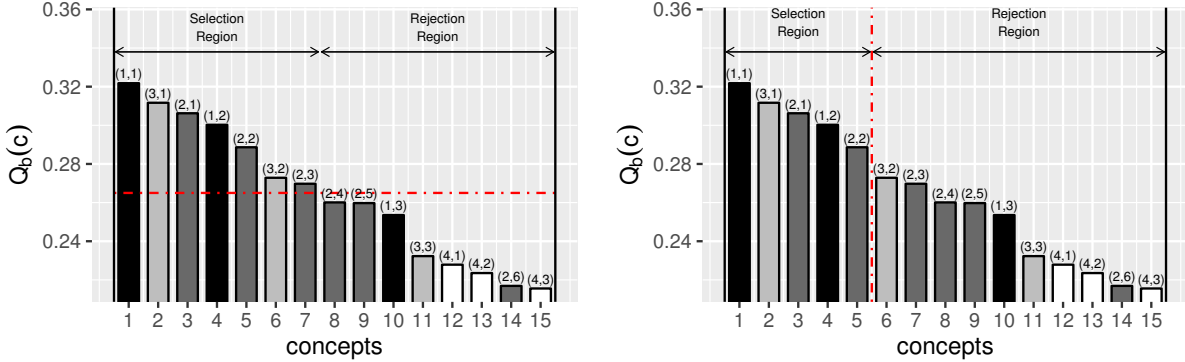 0.36
0.32
0.28
0.24
Q_b(c)
Selection
Region
Rejection
Region
(1,1)
(3,1)
(2,1)
(1,2)
(2,2)
(3,2)
(2,3)
(2,4)
(2,5)
(1,3)
(3,3)
(4,1)
(4,2)
(2,6)
(4,3)
1 2 3 4 5 6 7 8 9 10 11 12 13 14 15
concepts
0.36
0.32
0.28
0.24
Q_b(c)
Selection
Region
Rejection
Region
(1,1)
(3,1)
(2,1)
(1,2)
(2,2)
(3,2)
(2,3)
(2,4)
(2,5)
(1,3)
(3,3)
(4,1)
(4,2)
(2,6)
(4,3)
1 2 3 4 5 6 7 8 9 10 11 12 13 14 15
concepts